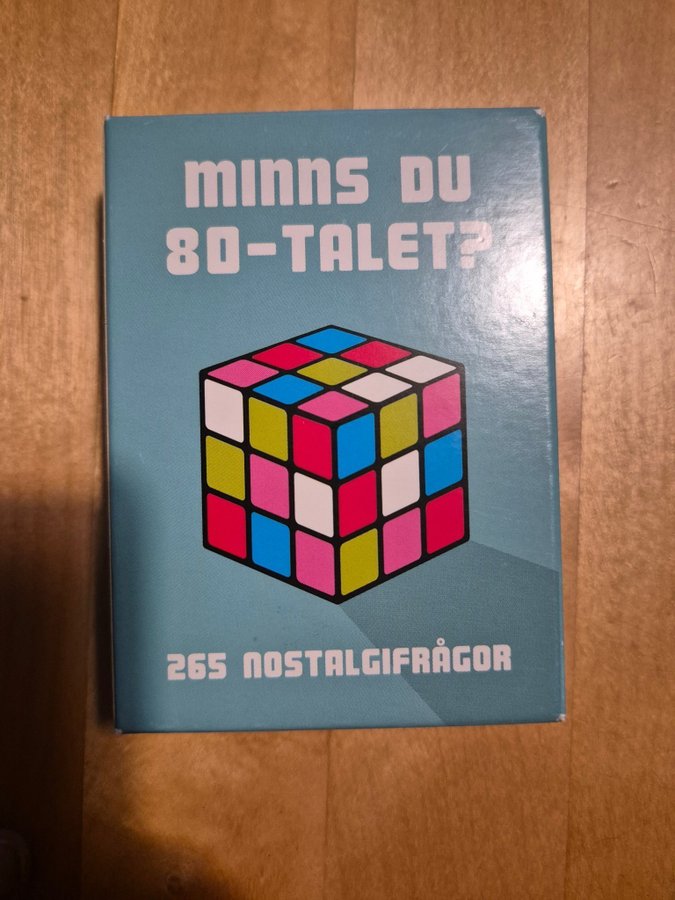 MINNS DU
80-TALET?
265 NOSTALGIFRÅGOR